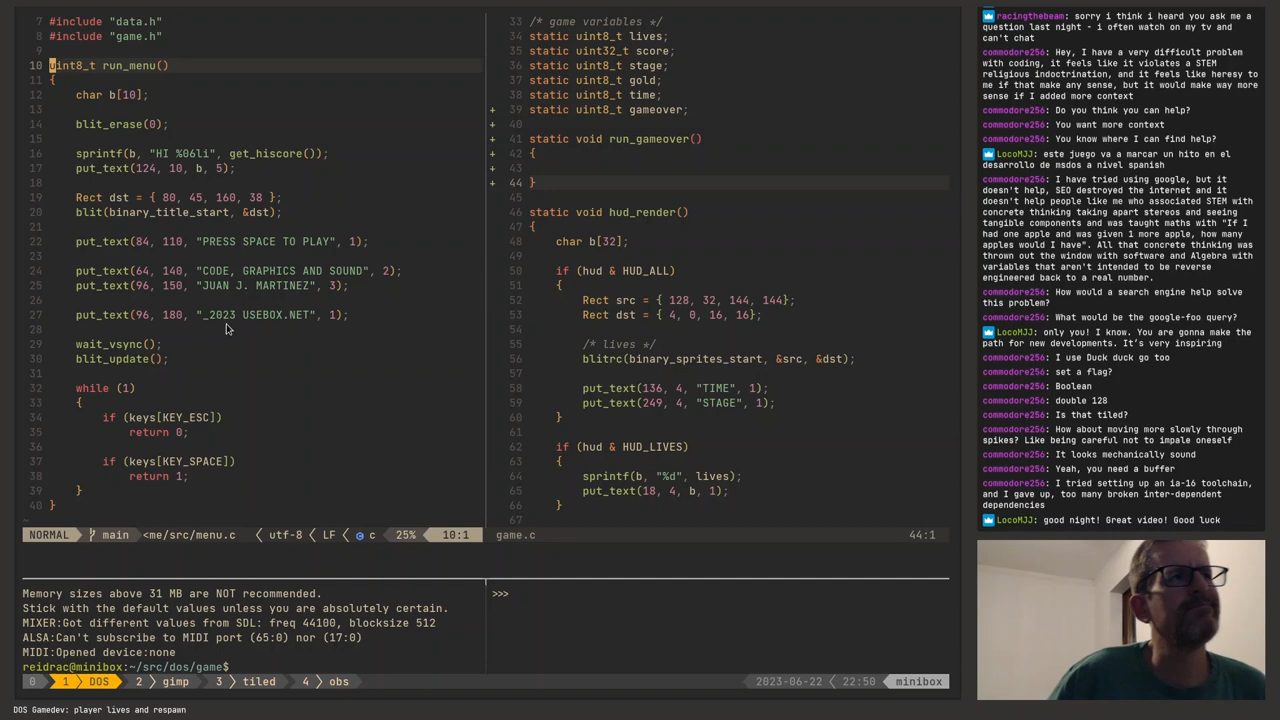 7 #include "data.h"
8 #include "game.h"
9
10 uint8_t run_menu()
11 {
12 char b[10];
13
14 blit_erase(0);
15
16 sprintf(b, "HI %06li", get_hiscore());
17 put_text(124, 10, b, 5);
18
19 Rect dst = { 80, 45, 160, 38 };
20 blit(binary_title_start, &dst);
21
22 put_text(84, 110, "PRESS SPACE TO PLAY", 1);
23
24 put_text(64, 140, "CODE, GRAPHICS AND SOUND", 2);
25 put_text(96, 150, "JUAN J. MARTINEZ", 3);
26
27 put_text(96, 180, "_2023 USEBOX.NET", 1);
28
29 wait_vsync();
30 blit_update();
31
32 while (1)
33 {
34 if (keys[KEY_ESC])
35 return 0;
36
37 if (keys[KEY_SPACE])
38 return 1;
39 }
40 }
~
NORMAL main <me/src/menu.c utf-8 LF c 25% 10:1
33 /* game variables */
34 static uint8_t lives;
35 static uint32_t score;
36 static uint8_t stage;
37 static uint8_t gold;
38 static uint8_t time;
+ 39 static uint8_t gameover;
+ 40
+ 41 static void run_gameover()
+ 42 {
+ 43
+ 44 }
45
46 static void hud_render()
47 {
48 char b[32];
49
50 if (hud & HUD_ALL)
51 {
52 Rect src = { 128, 32, 144, 144};
53 Rect dst = { 4, 0, 16, 16};
54
55 /* lives */
56 blitrc(binary_sprites_start, &src, &dst);
57
58 put_text(136, 4, "TIME", 1);
59 put_text(249, 4, "STAGE", 1);
60 }
61
62 if (hud & HUD_LIVES)
63 {
64 sprintf(b, "%d", lives);
65 put_text(18, 4, b, 1);
66 }
67
game.c 44:1
Memory sizes above 31 MB are NOT recommended.
Stick with the default values unless you are absolutely certain.
MIXER:Got different values from SDL: freq 44100, blocksize 512
ALSA:Can't subscribe to MIDI port (65:0) nor (17:0)
MIDI:Opened device:none
reidrac@minibox:~/src/dos/game$
>>>
0 1 DOS 2 gimp 3 tiled 4 obs 2023-06-22 22:50 minibox
DOS Gamedev: player lives and respawn
racingthebeam: sorry i think i heard you ask me a
question last night - i often watch on my tv and
can't chat
commodore256: Hey, I have a very difficult problem
with coding, it feels like it violates a STEM
religious indoctrination, and it feels like heresy to
me if that make any sense, but it would make way more
sense if I added more context
commodore256: Do you think you can help?
commodore256: You want more context
commodore256: You know where I can find help?
LocoMJJ: este juego va a marcar un hito en el
desarrollo de msdos a nivel spanish
commodore256: I have tried using google, but it
doesn't help, SEO destroyed the internet and it
doesn't help people like me who associated STEM with
concrete thinking taking apart stereos and seeing
tangible components and was taught maths with "If I
had one apple and was given 1 more apple, how many
apples would I have". All that concrete thinking was
thrown out the window with software and Algebra with
variables that aren't intended to be reverse
engineered back to a real number.
commodore256: How would a search engine help solve
this problem?
commodore256: What would be the google-foo query?
LocoMJJ: only you! I know. You are gonna make the
path for new developments. It's very inspiring
commodore256: I use Duck duck go too
commodore256: set a flag?
commodore256: Boolean
commodore256: double 128
commodore256: Is that tiled?
commodore256: How about moving more slowly through
spikes? Like being careful not to impale oneself
commodore256: It looks mechanically sound
commodore256: Yeah, you need a buffer
commodore256: I tried setting up an ia-16 toolchain,
and I gave up, too many broken inter-dependent
dependencies
LocoMJJ: good night! Great video! Good luck